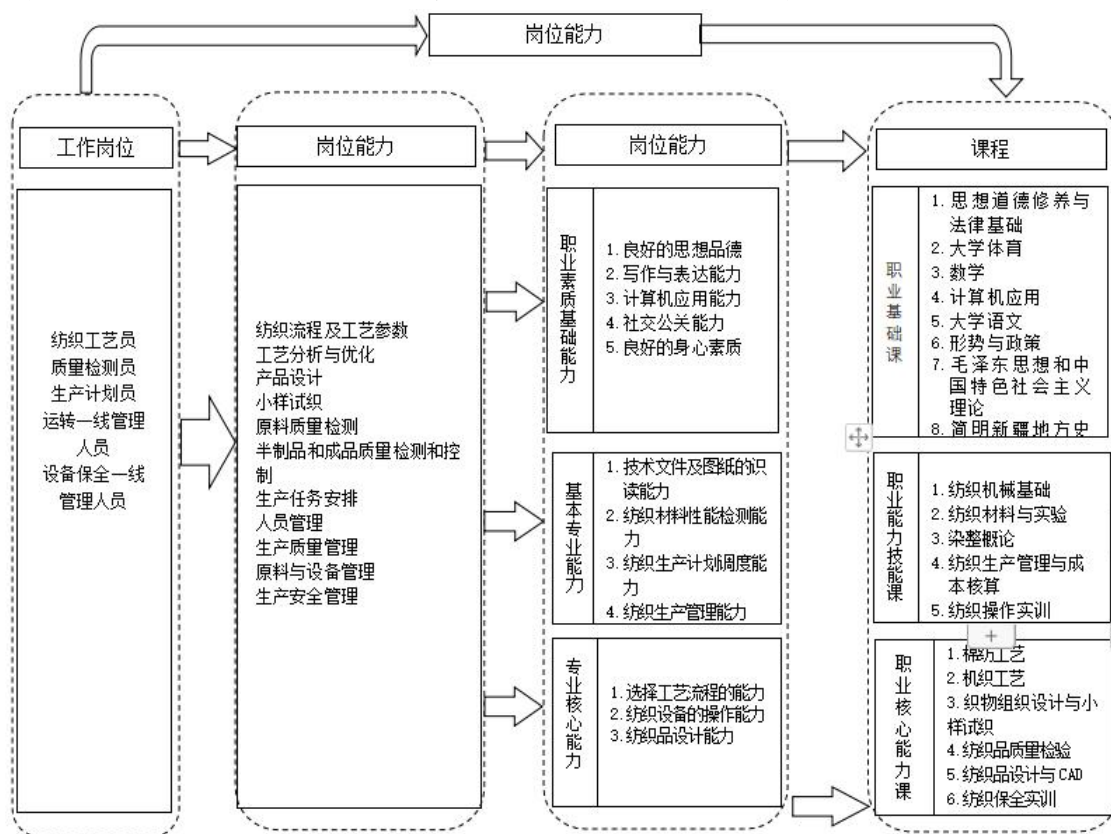 岗位能力
工作岗位
岗位能力
岗位能力
课程
纺织工艺员
质量检测员
生产计划员
运转一线管理
人员
设备保全一线
管理人员
纺织流程及工艺参数
工艺分析与优化
产品设计
小样试织
原料质量检测
半制品和成品质量检测和控
制
生产任务安排
人员管理
生产质量管理
原料与设备管理
生产安全管理
职业素质基础能力
1. 良好的思想品德
2. 写作与表达能力
3. 计算机应用能力
4. 社交公关能力
5. 良好的身心素质
基本专业能力
1. 技术文件及图纸的识
读能力
2. 纺织材料性能检测能
力
3. 纺织生产计划调度能
力
4. 纺织生产管理能力
专业核心能力
1. 选择工艺流程的能力
2. 纺织设备的操作能力
3. 纺织品设计能力
职业基础课
1. 思想道德修养与
法律基础
2. 大学体育
3. 数学
4. 计算机应用
5. 大学语文
6. 形势与政策
7. 毛泽东思想和中
国特色社会主义
理论
8. 简明新疆地方史
职业能力技能课
1. 纺织机械基础
2. 纺织材料与实验
3. 染整概论
4. 纺织生产管理与成
本核算
5. 纺织操作实训
职业核心能力课
1. 棉纺工艺
2. 机织工艺
3. 织物组织设计与小
样试织
4. 纺织品质量检验
5. 纺织品设计与 CAD
6. 纺织保全实训